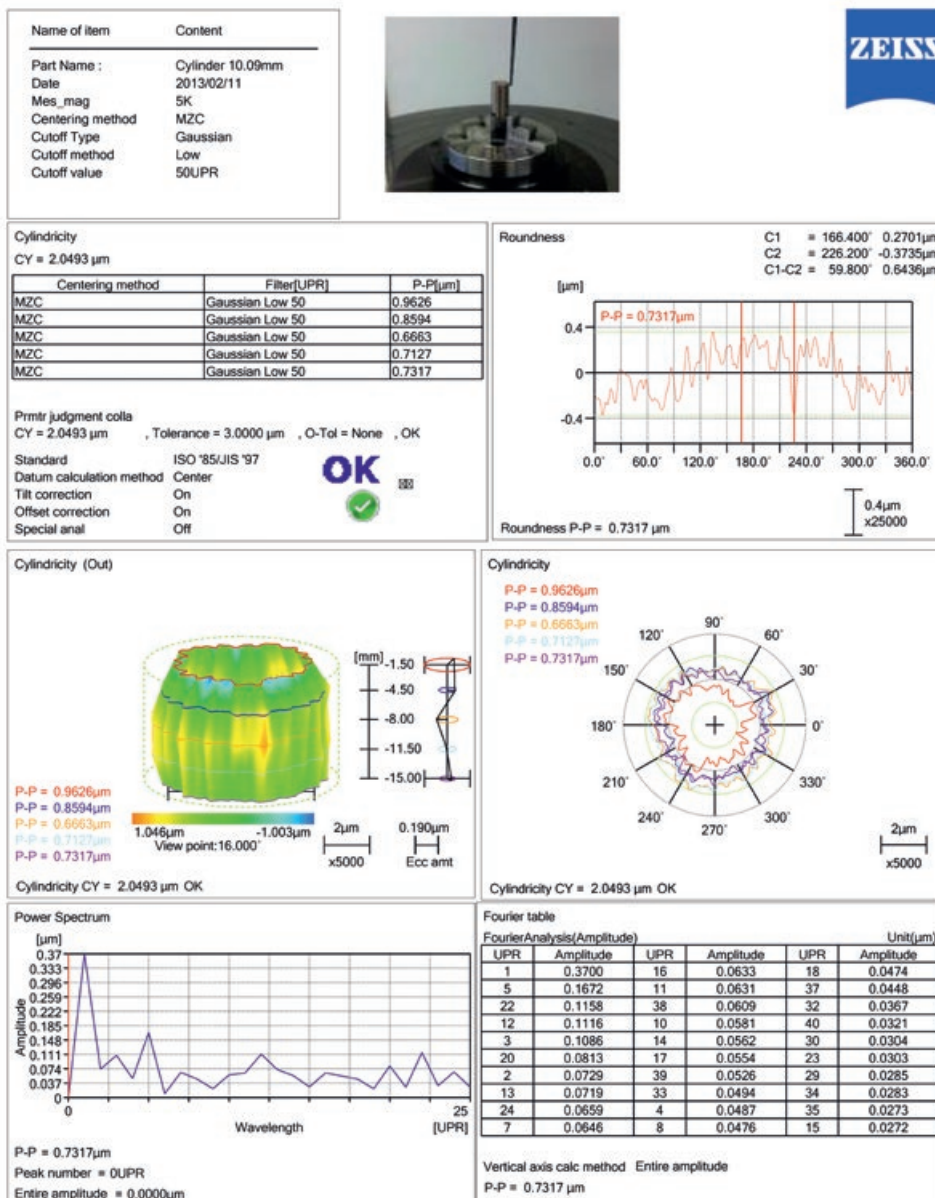 Name of item Content
Part Name : Cylinder 10.09mm
Date 2013/02/11
Mes_mag 5K
Centering method MZC
Cutoff Type Gaussian
Cutoff method Low
Cutoff value 50UPR
ZEISS
Cylindricity
CY = 2.0493 µm
Centering method Filter[UPR] P-P[µm]
MZC Gaussian Low 50 0.9626
MZC Gaussian Low 50 0.8594
MZC Gaussian Low 50 0.6663
MZC Gaussian Low 50 0.7127
MZC Gaussian Low 50 0.7317
Prmtr judgment colla
CY = 2.0493 µm , Tolerance = 3.0000 µm , O-Tol = None , OK
Standard ISO '85/JIS '97
Datum calculation method Center
Tilt correction On
Offset correction On
Special anal Off
OK
Roundness
C1 = 166.400° 0.2701µm
C2 = 226.200° -0.3735µm
C1-C2 = 59.800° 0.6436µm
[µm]
P-P = 0.7317µm
0.4
0
-0.4
0.0° 60.0° 120.0° 180.0° 240.0° 300.0° 360.0°
0.4µm
x25000
Roundness P-P = 0.7317 µm
Cylindricity (Out)
[mm]
-1.50
-4.50
-8.00
-11.50
-15.00
P-P = 0.9626µm
P-P = 0.8594µm
P-P = 0.6663µm
P-P = 0.7127µm
P-P = 0.7317µm
1.046µm -1.003µm
View point:16.000°
2µm
x5000
0.190µm
Ecc amt
Cylindricity CY = 2.0493 µm OK
Cylindricity
P-P = 0.9626µm
P-P = 0.8594µm
P-P = 0.6663µm
P-P = 0.7127µm
P-P = 0.7317µm
90°
120° 60°
150° 30°
180° 0°
210° 330°
240° 300°
270°
2µm
x5000
Cylindricity CY = 2.0493 µm OK
Power Spectrum
[µm]
0.37
0.333
0.296
0.259
0.222
0.185
0.148
0.111
0.074
0.037
0
Amplitude
0 25
Wavelength [UPR]
P-P = 0.7317µm
Peak number = 0UPR
Entire amplitude = 0.0000µm
Fourier table
FourierAnalysis(Amplitude) Unit(µm)
UPR Amplitude UPR Amplitude UPR Amplitude
1 0.3700 16 0.0633 18 0.0474
5 0.1672 11 0.0631 37 0.0448
22 0.1158 38 0.0609 32 0.0367
12 0.1116 10 0.0581 40 0.0321
3 0.1086 14 0.0562 30 0.0304
20 0.0813 17 0.0554 23 0.0303
2 0.0729 39 0.0526 29 0.0285
13 0.0719 33 0.0494 34 0.0283
24 0.0659 4 0.0487 35 0.0273
7 0.0646 8 0.0476 15 0.0272
Vertical axis calc method Entire amplitude
P-P = 0.7317 µm